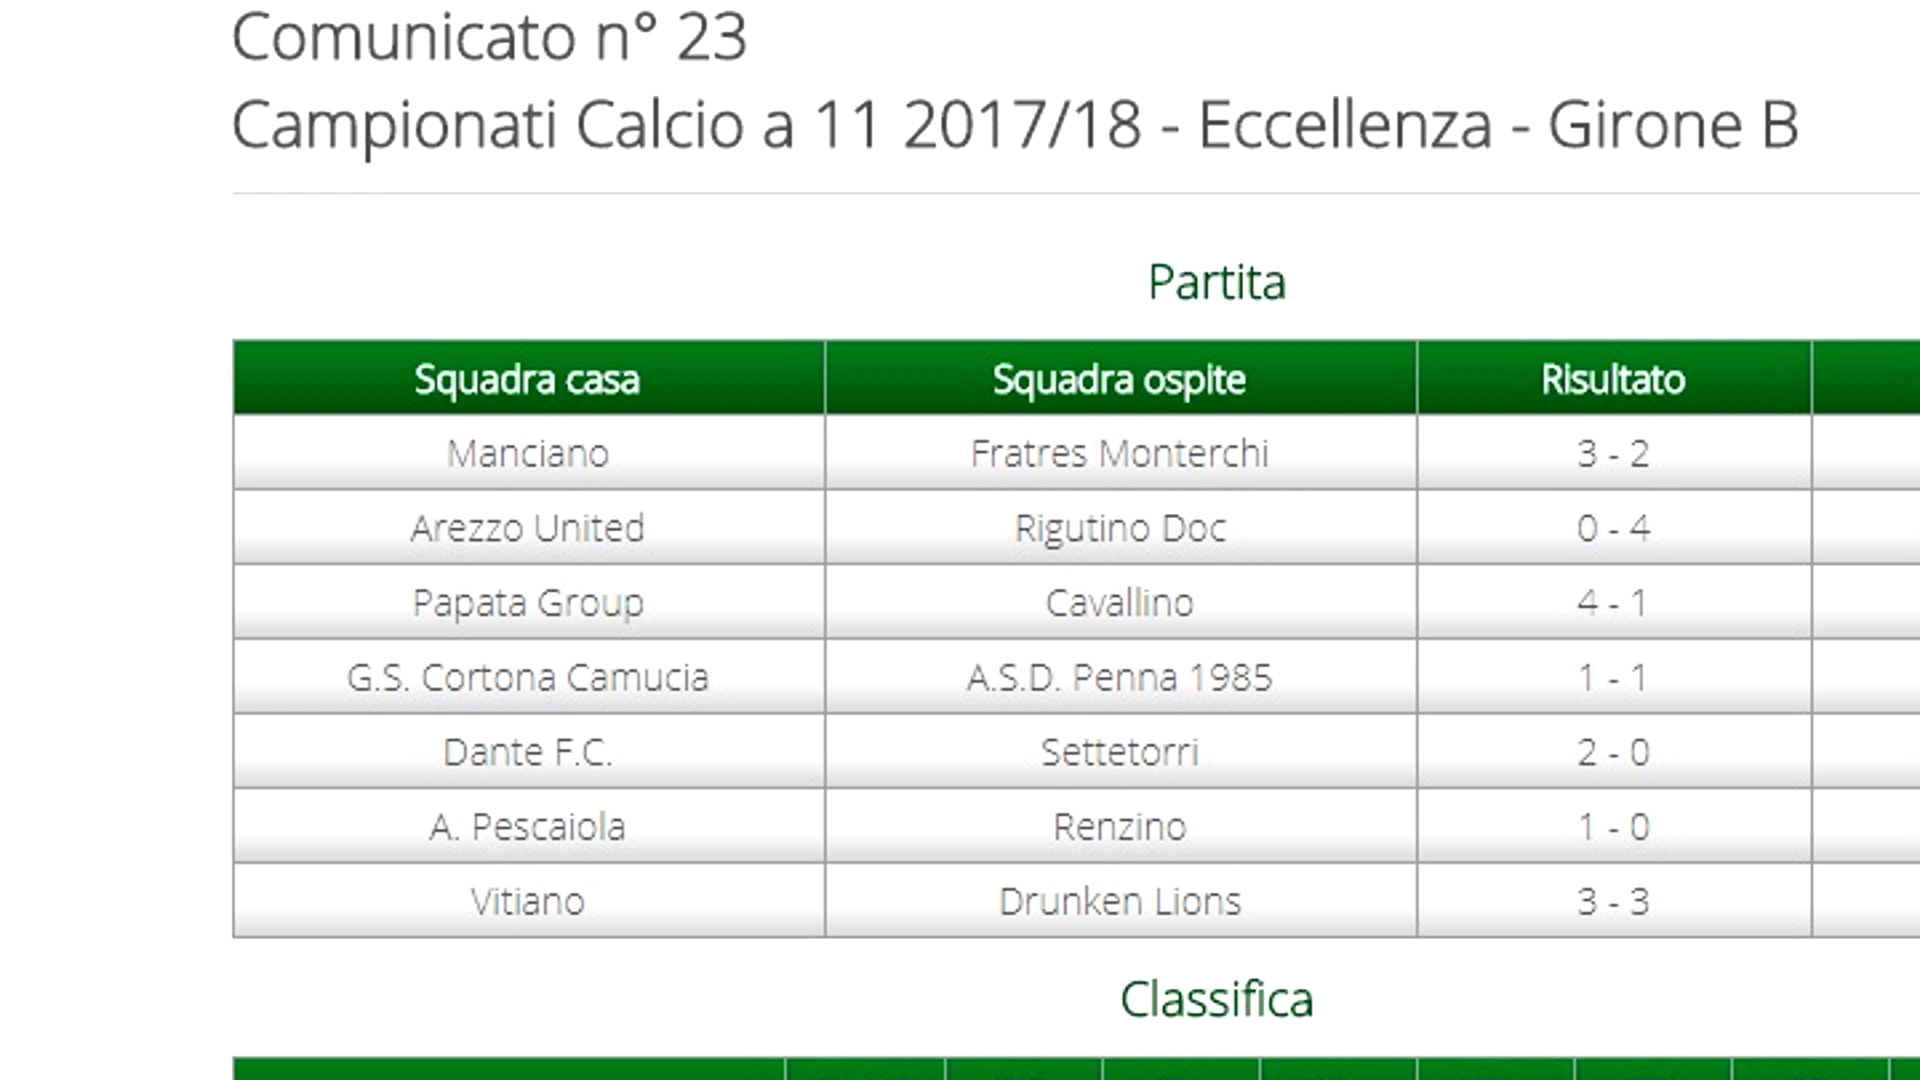 Comunicato n° 23
Campionati Calcio a 11 2017/18 - Eccellenza - Girone B
Partita
Squadra casa Squadra ospite Risultato
Manciano Fratres Monterchi 3 - 2
Arezzo United Rigutino Doc 0 - 4
Papata Group Cavallino 4 - 1
G.S. Cortona Camucia A.S.D. Penna 1985 1 - 1
Dante F.C. Settetorri 2 - 0
A. Pescaiola Renzino 1 - 0
Vitiano Drunken Lions 3 - 3
Classifica